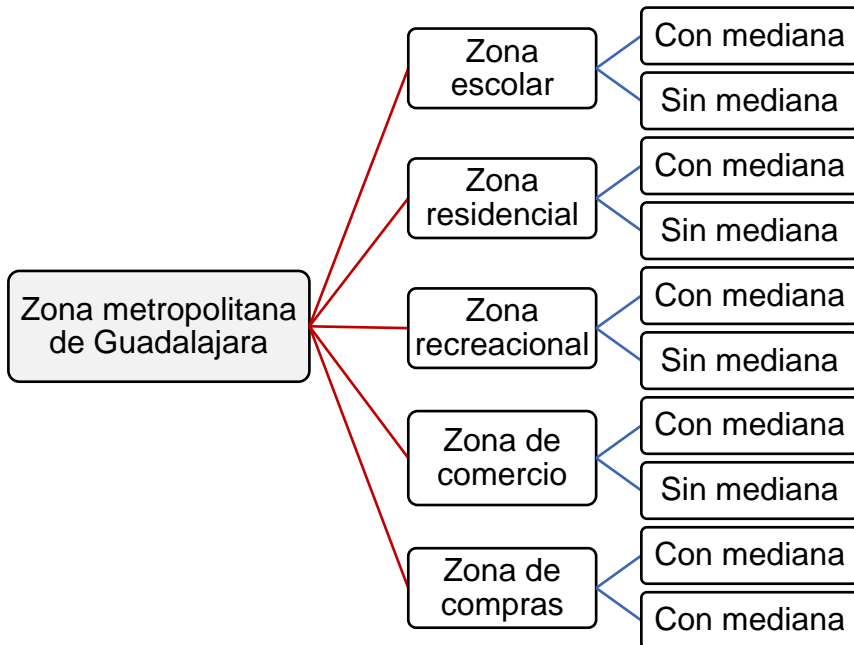 Zona metropolitana
de Guadalajara
Zona
escolar
Con mediana
Sin mediana
Zona
residencial
Con mediana
Sin mediana
Zona
recreacional
Con mediana
Sin mediana
Zona de
comercio
Con mediana
Sin mediana
Zona de
compras
Con mediana
Con mediana